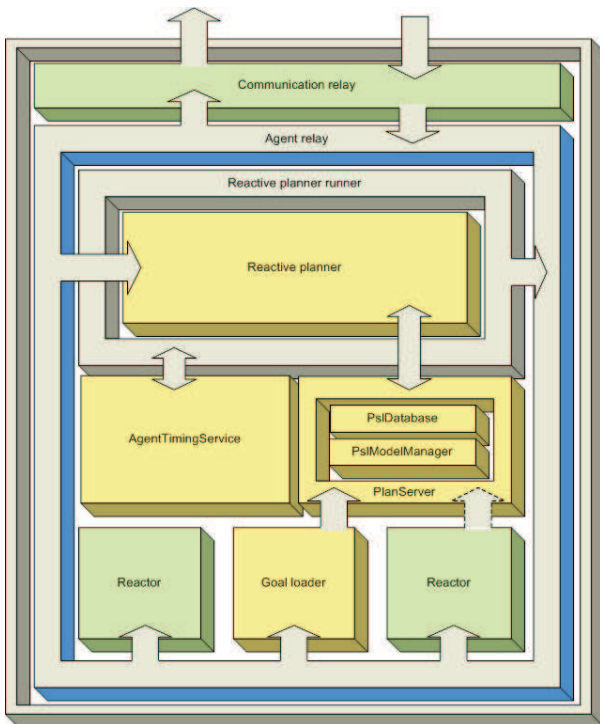 Communication relay
Agent relay
Reactive planner runner
Reactive planner
AgentTimingService
PslDatabase
PslModelManager
PlanServer
Reactor
Goal loader
Reactor